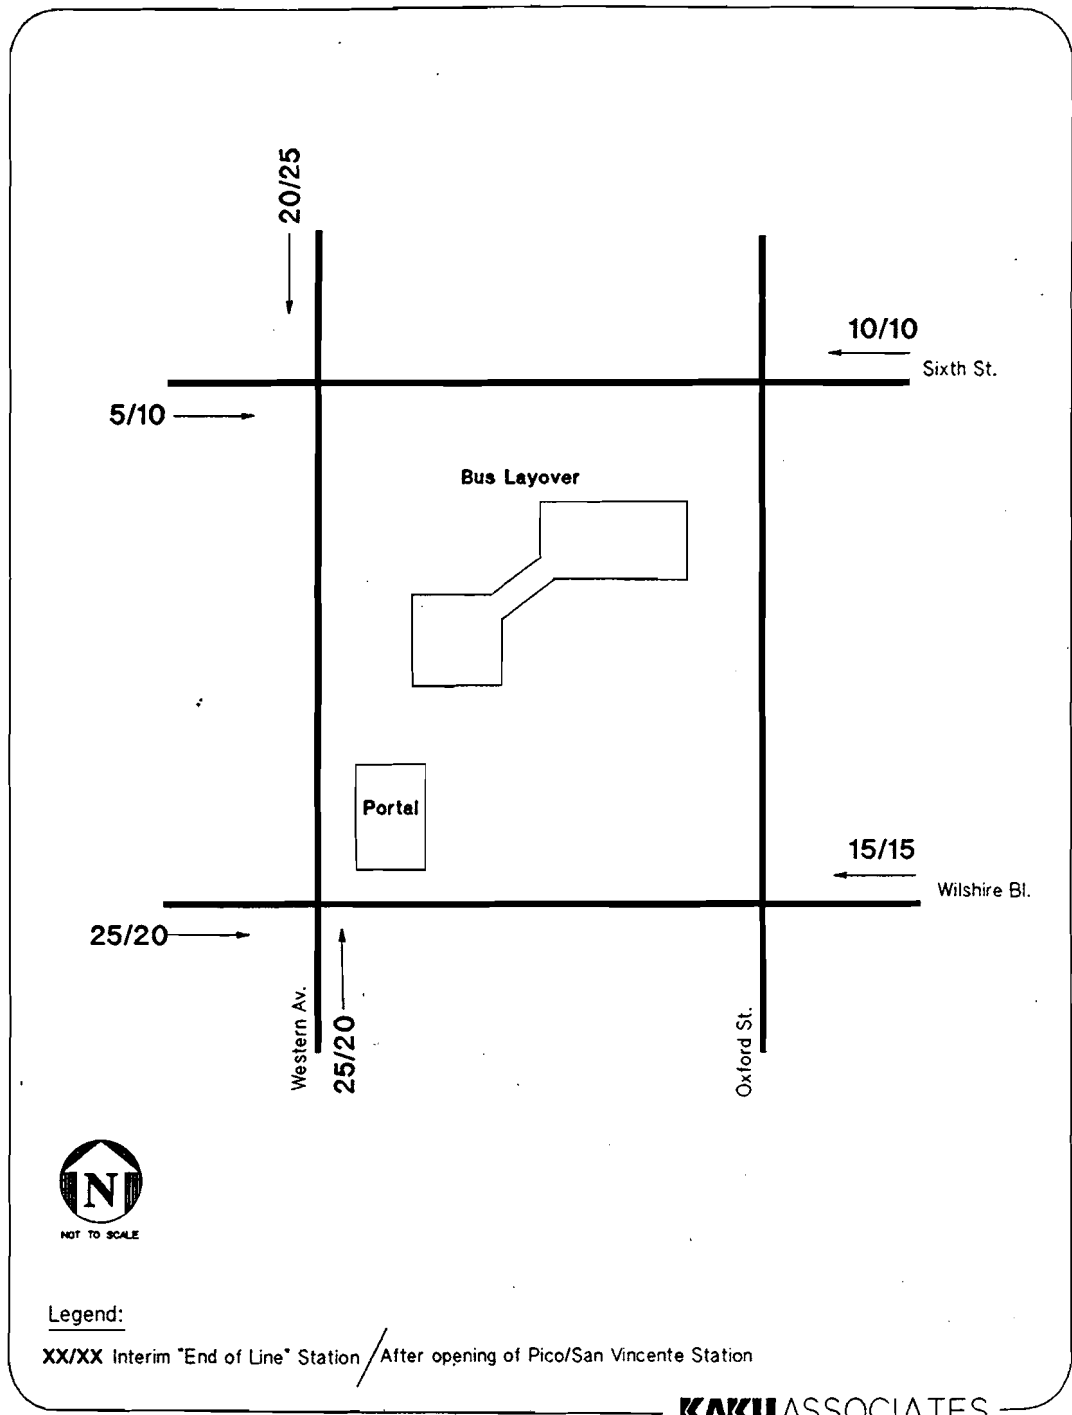 20/25
10/10
Sixth St.
5/10
Bus Layover
Portal
15/15
Wilshire Bl.
25/20
Western Av.
25/20
Oxford St.
N
NOT TO SCALE
Legend:
XX/XX Interim "End of Line" Station / After opening of Pico/San Vincente Station
KAKU ASSOCIATES